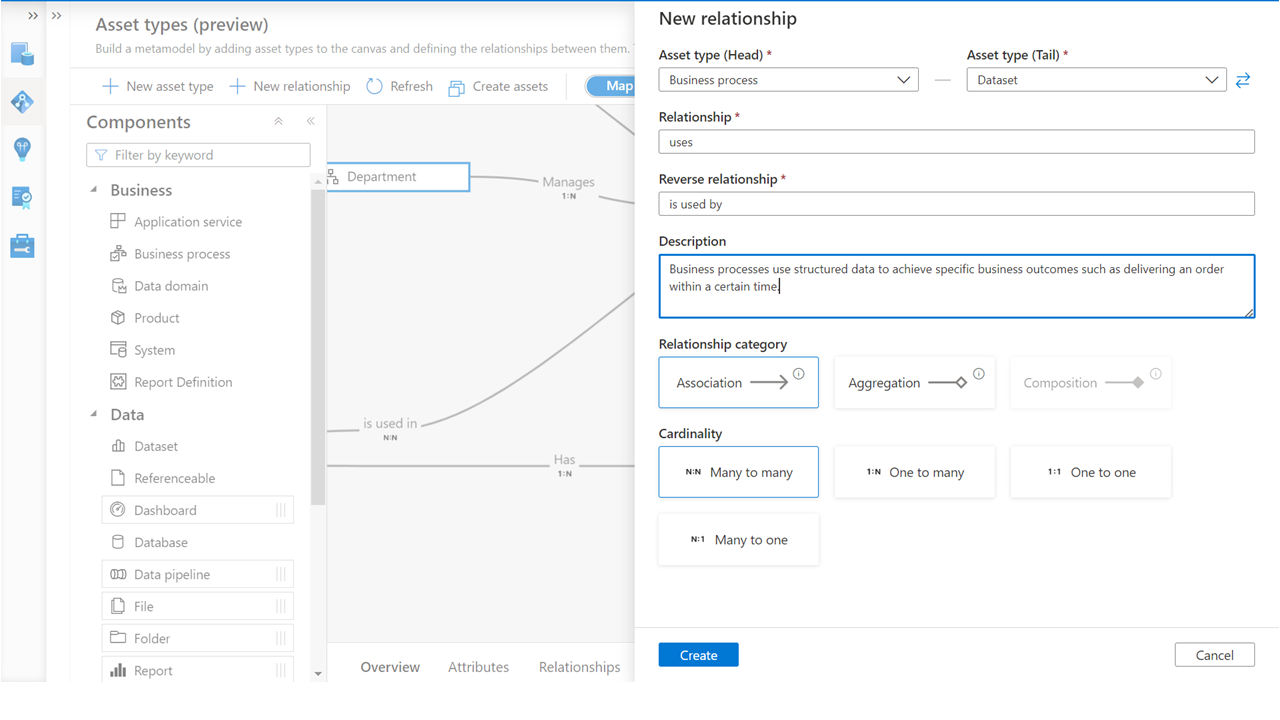 Asset types (preview)
Build a metamodel by adding asset types to the canvas and defining the relationships between them.
New asset type
New relationship
Refresh
Create assets
Map
Components
Filter by keyword
Business
Application service
Business process
Data domain
Product
System
Report Definition
Data
Dataset
Referenceable
Dashboard
Database
Data pipeline
File
Folder
Report
Department
Manages
1:N
is used in
N:N
Has
1:N
Overview
Attributes
Relationships
New relationship
Asset type (Head) *
Asset type (Tail) *
Business process
Dataset
Relationship *
uses
Reverse relationship *
is used by
Description
Business processes use structured data to achieve specific business outcomes such as delivering an order
within a certain time.
Relationship category
Association
Aggregation
Composition
Cardinality
N:N Many to many
1:N One to many
1:1 One to one
N:1 Many to one
Create
Cancel